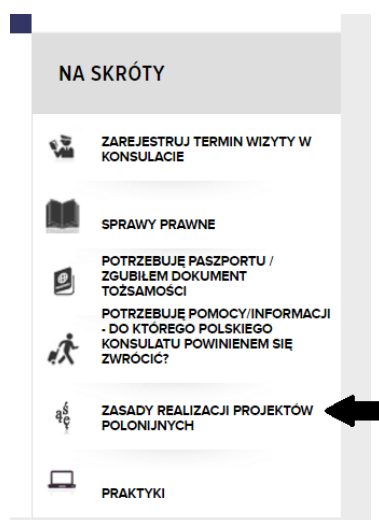 NA SKRÓTY
ZAREJESTRUJ TERMIN WIZYTY W
KONSULACIE
SPRAWY PRAWNE
POTRZEBUJĘ PASZPORTU /
ZGUBIŁEM DOKUMENT
TOŻSAMOŚCI
POTRZEBUJĘ POMOCY/INFORMACJI
- DO KTÓREGO POLSKIEGO
KONSULATU POWINIENEM SIĘ
ZWRÓCIĆ?
ąśęć
ZASADY REALIZACJI PROJEKTÓW
POLONIJNYCH
PRAKTYKI